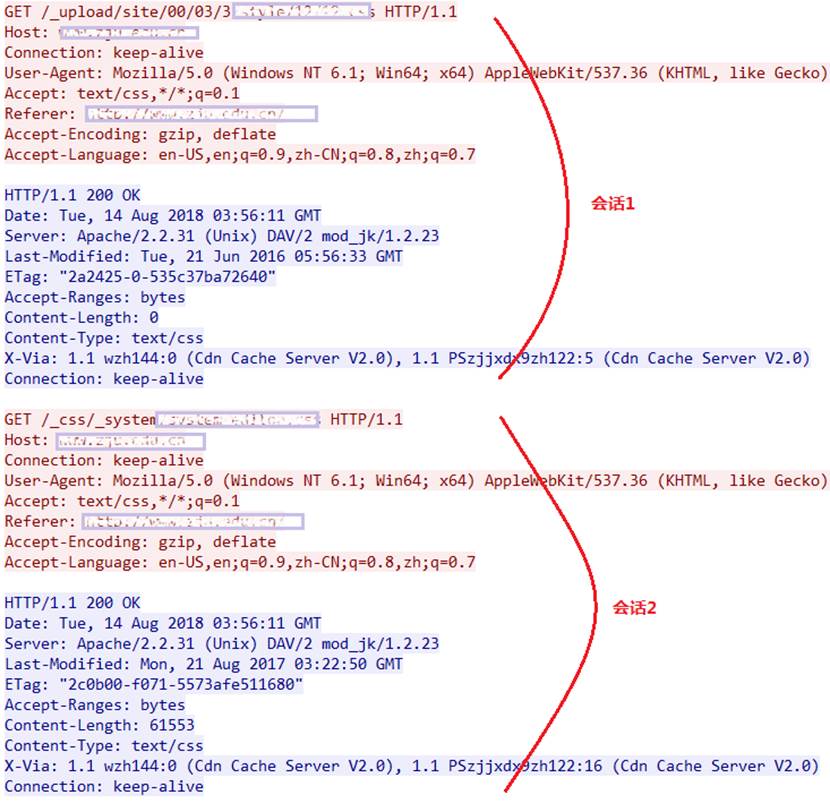 GET /_upload/site/00/03/3 HTTP/1.1
Host:
Connection: keep-alive
User-Agent: Mozilla/5.0 (Windows NT 6.1; Win64; x64) AppleWebKit/537.36 (KHTML, like Gecko)
Accept: text/css,*/*;q=0.1
Referer:
Accept-Encoding: gzip, deflate
Accept-Language: en-US,en;q=0.9,zh-CN;q=0.8,zh;q=0.7
HTTP/1.1 200 OK
Date: Tue, 14 Aug 2018 03:56:11 GMT
会话1
Server: Apache/2.2.31 (Unix) DAV/2 mod_jk/1.2.23
Last-Modified: Tue, 21 Jun 2016 05:56:33 GMT
ETag: "2a2425-0-535c37ba72640"
Accept-Ranges: bytes
Content-Length: 0
Content-Type: text/css
X-Via: 1.1 wzh144:0 (Cdn Cache Server V2.0), 1.1 PSzjjxdx9zh122:5 (Cdn Cache Server V2.0)
Connection: keep-alive
GET /_css/_system HTTP/1.1
Host:
Connection: keep-alive
User-Agent: Mozilla/5.0 (Windows NT 6.1; Win64; x64) AppleWebKit/537.36 (KHTML, like Gecko)
Accept: text/css,*/*;q=0.1
Referer:
Accept-Encoding: gzip, deflate
Accept-Language: en-US,en;q=0.9,zh-CN;q=0.8,zh;q=0.7
HTTP/1.1 200 OK
会话2
Date: Tue, 14 Aug 2018 03:56:11 GMT
Server: Apache/2.2.31 (Unix) DAV/2 mod_jk/1.2.23
Last-Modified: Mon, 21 Aug 2017 03:22:50 GMT
ETag: "2c0b00-f071-5573afe511680"
Accept-Ranges: bytes
Content-Length: 61553
Content-Type: text/css
X-Via: 1.1 wzh144:0 (Cdn Cache Server V2.0), 1.1 PSzjjxdx9zh122:16 (Cdn Cache Server V2.0)
Connection: keep-alive